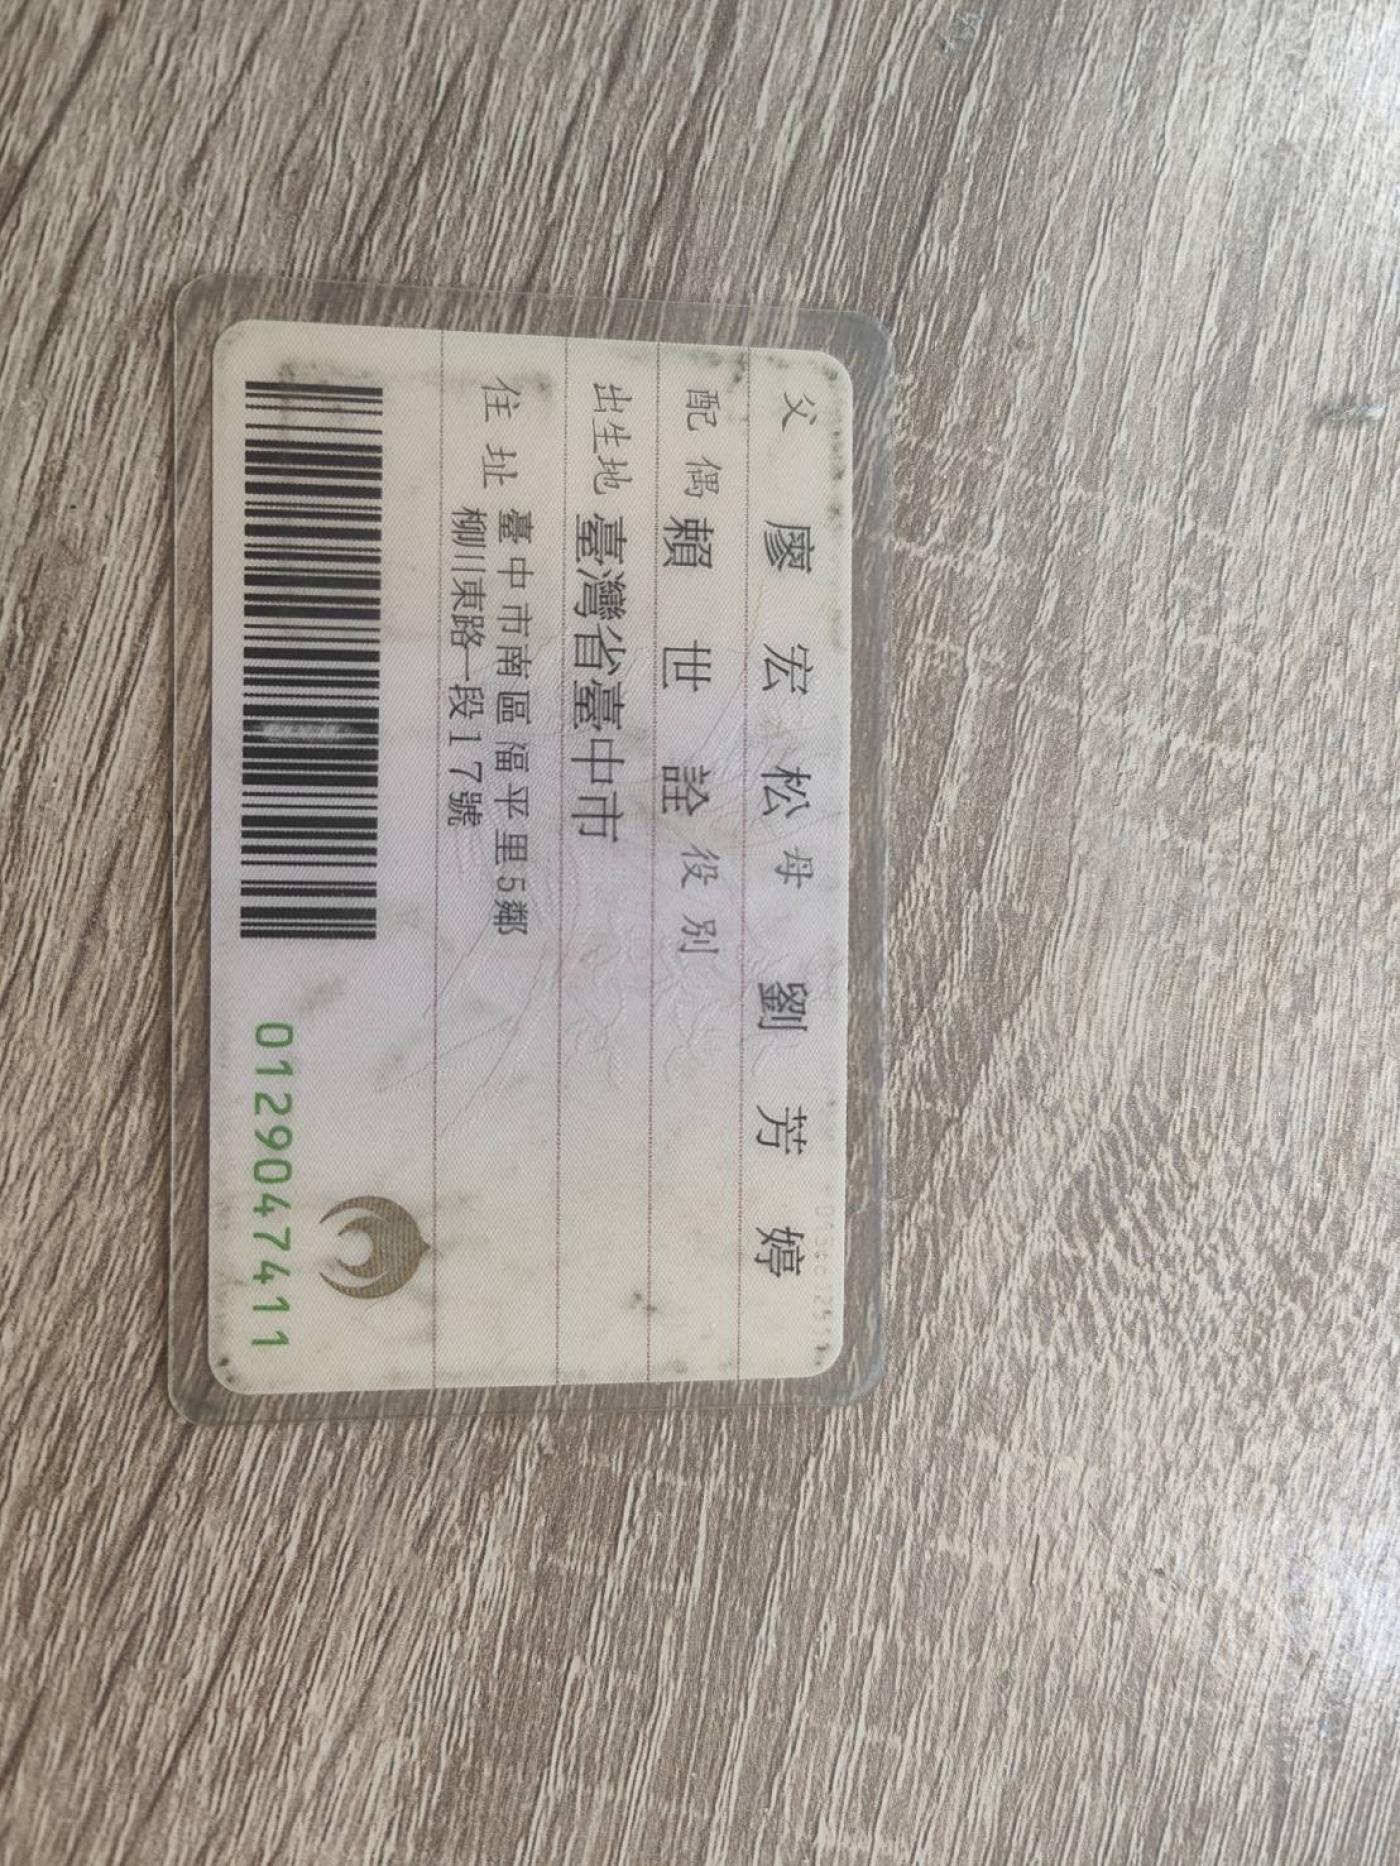 父 廖宏松 母 劉芳婷
配偶 賴世詮 役別
出生地 臺灣省臺中市
住址 臺中市南區福平里5鄰
柳川東路一段17號
0129047411